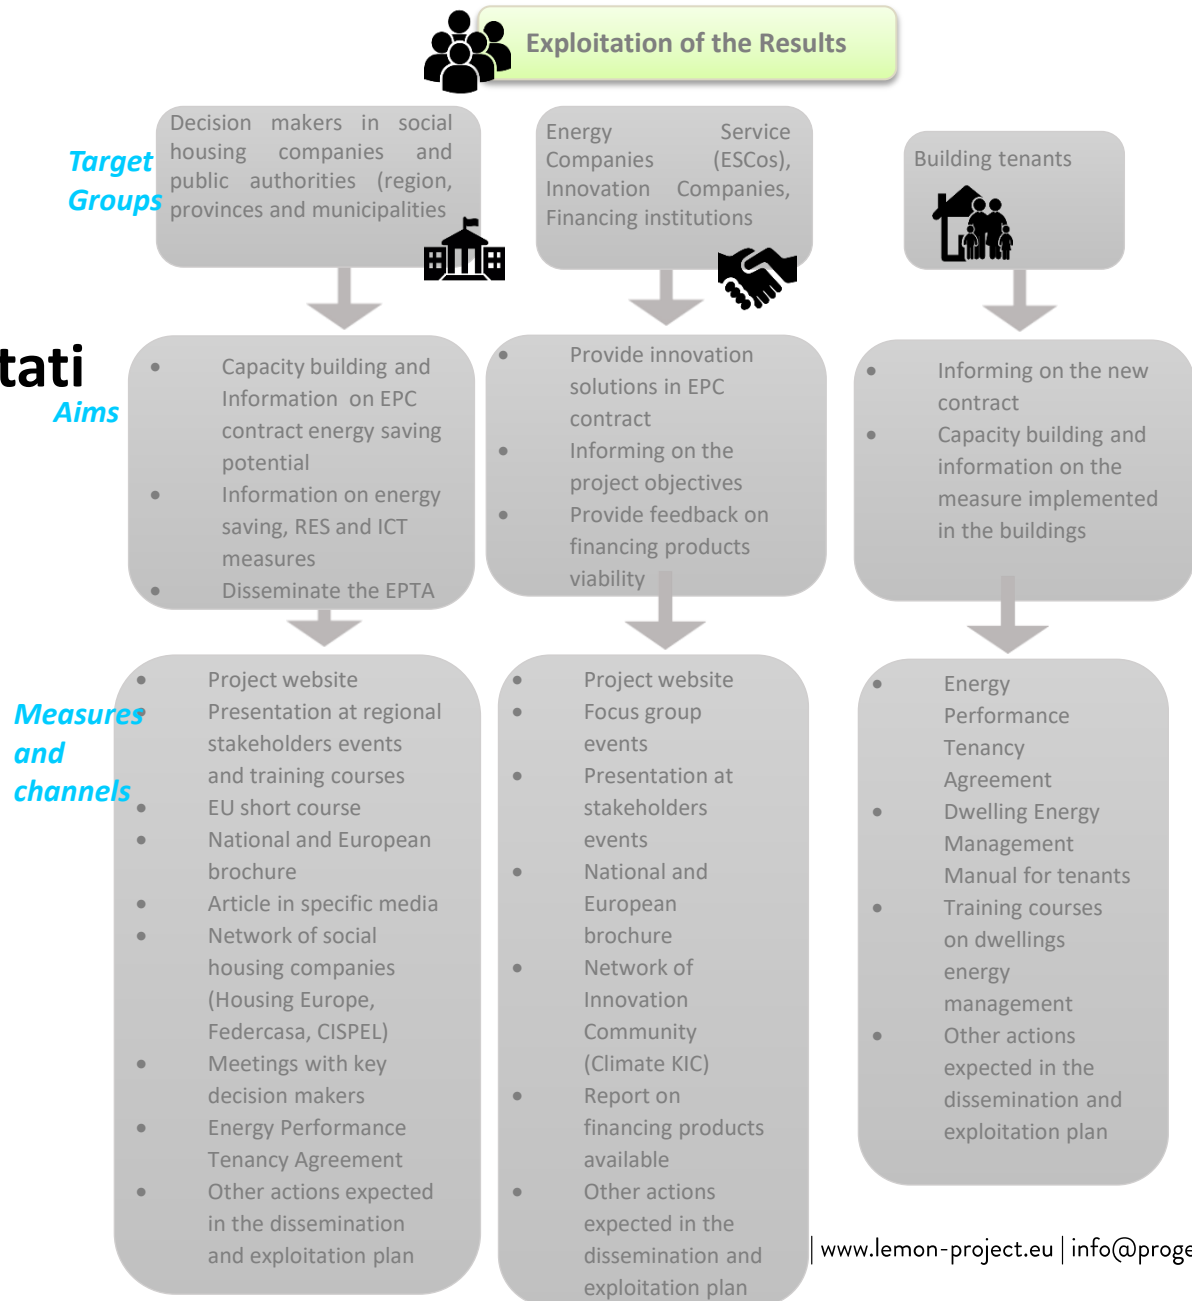 Exploitation of the Results
Target
Groups
Decision makers in social
housing companies and
public authorities (region,
provinces and municipalities
Energy Service
Companies (ESCos),
Innovation Companies,
Financing institutions
Building tenants
tati
Aims
• Capacity building and
Information on EPC
contract energy saving
potential
• Information on energy
saving, RES and ICT
measures
• Disseminate the EPTA
• Provide innovation
solutions in EPC
contract
• Informing on the
project objectives
• Provide feedback on
financing products
viability
• Informing on the new
contract
• Capacity building and
information on the
measure implemented
in the buildings
Measures
and
channels
• Project website
• Presentation at regional
stakeholders events
and training courses
• EU short course
• National and European
brochure
• Article in specific media
• Network of social
housing companies
(Housing Europe,
Federcasa, CISPEL)
• Meetings with key
decision makers
• Energy Performance
Tenancy Agreement
• Other actions expected
in the dissemination
and exploitation plan
• Project website
• Focus group
events
• Presentation at
stakeholders
events
• National and
European
brochure
• Network of
Innovation
Community
(Climate KIC)
• Report on
financing products
available
• Other actions
expected in the
dissemination and
exploitation plan
• Energy
Performance
Tenancy
Agreement
• Dwelling Energy
Management
Manual for tenants
• Training courses
on dwellings
energy
management
• Other actions
expected in the
dissemination and
exploitation plan
| www.lemon-project.eu | info@proge